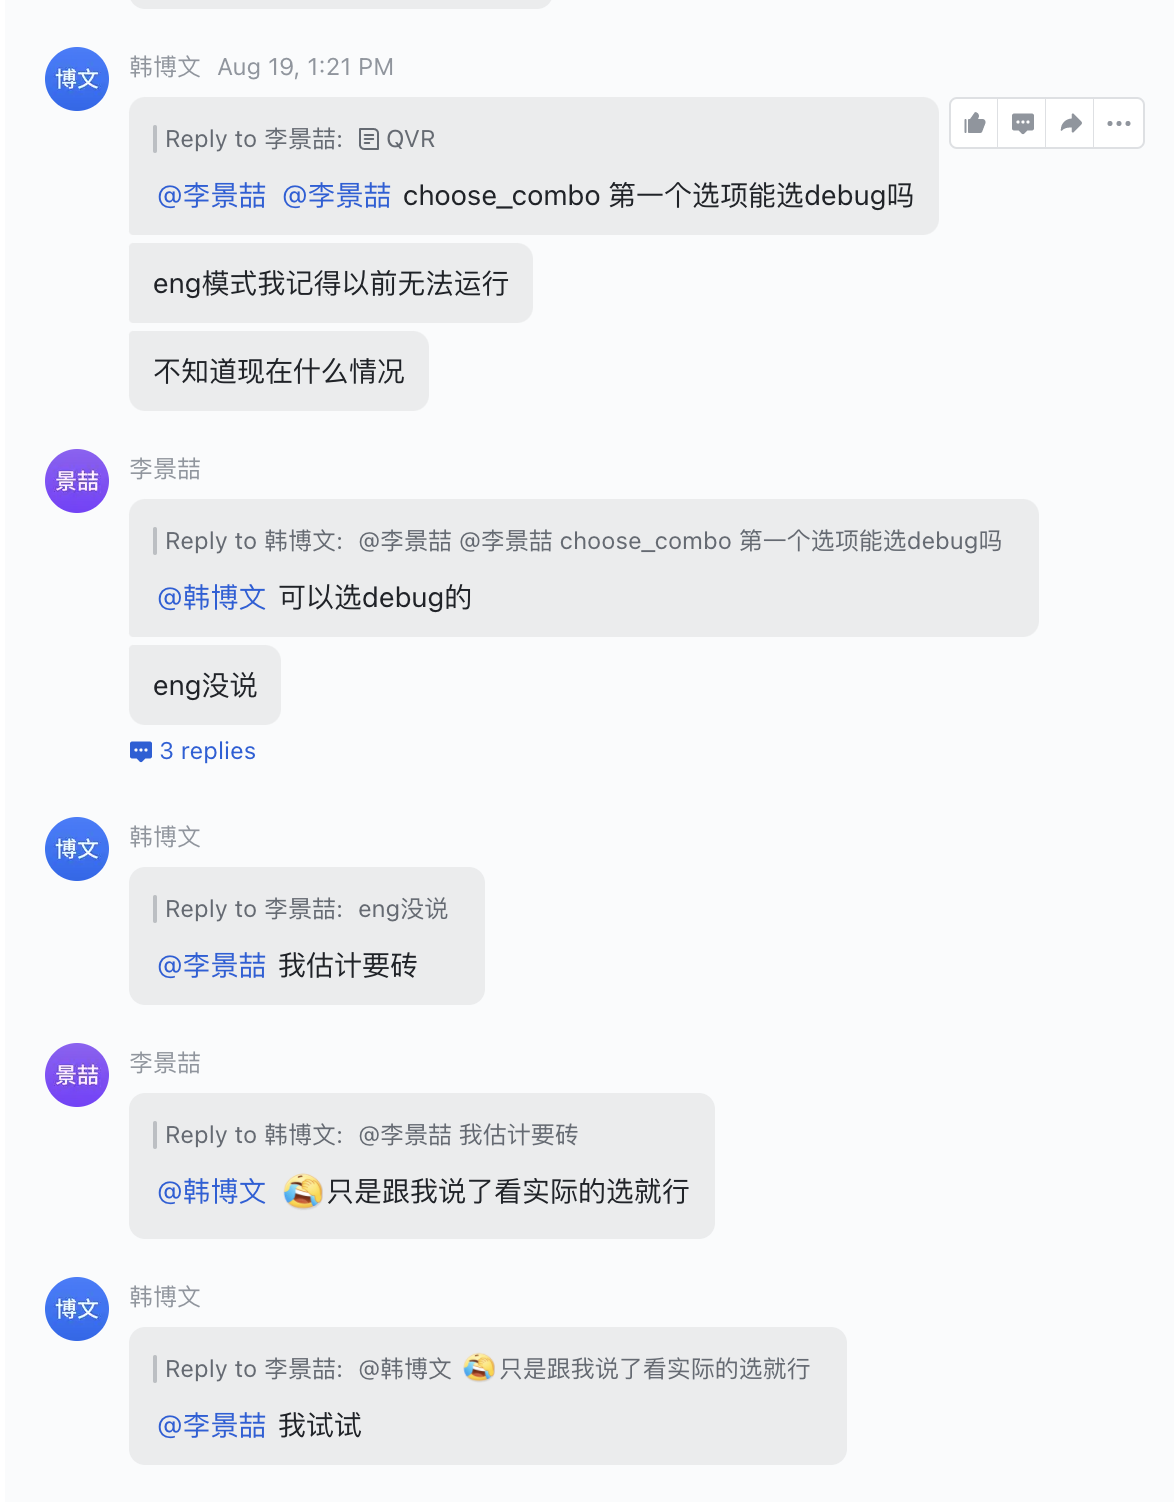 博文
韩博文 Aug 19, 1:21 PM
Reply to 李景喆: QVR
@李景喆 @李景喆 choose_combo 第一个选项能选debug吗
eng模式我记得以前无法运行
不知道现在什么情况
景喆
李景喆
Reply to 韩博文: @李景喆 @李景喆 choose_combo 第一个选项能选debug吗
@韩博文 可以选debug的
eng没说
3 replies
博文
韩博文
Reply to 李景喆: eng没说
@李景喆 我估计要砖
景喆
李景喆
Reply to 韩博文: @李景喆 我估计要砖
@韩博文 😂只是跟我说了看实际的选就行
博文
韩博文
Reply to 李景喆: @韩博文 😂只是跟我说了看实际的选就行
@李景喆 我试试